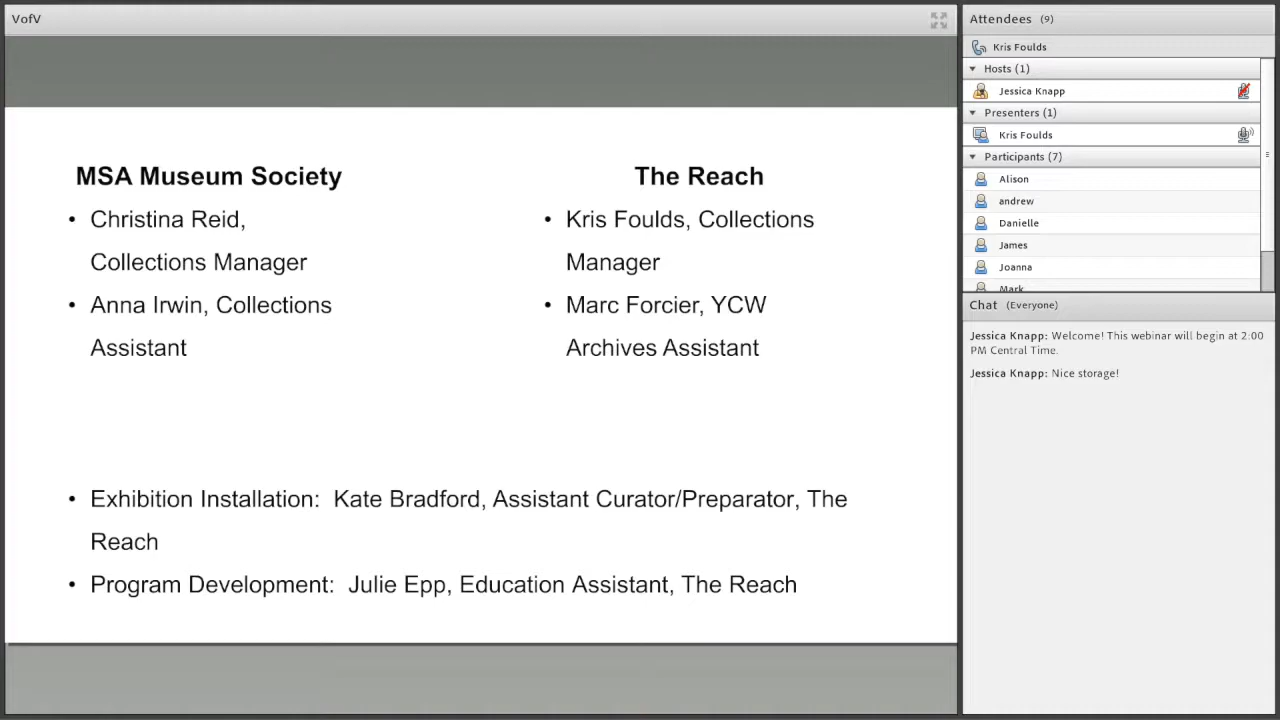 VofV
MSA Museum Society
• Christina Reid,
Collections Manager
• Anna Irwin, Collections
Assistant
The Reach
• Kris Foulds, Collections
Manager
• Marc Forcier, YCW
Archives Assistant
• Exhibition Installation:  Kate Bradford, Assistant Curator/Preparator, The
Reach
• Program Development:  Julie Epp, Education Assistant, The Reach
Attendees (9)
Kris Foulds
Hosts (1)
Jessica Knapp
Presenters (1)
Kris Foulds
Participants (7)
Alison
andrew
Danielle
James
Joanna
Mark
Chat (Everyone)
Jessica Knapp: Welcome! This webinar will begin at 2:00
PM Central Time.
Jessica Knapp: Nice storage!